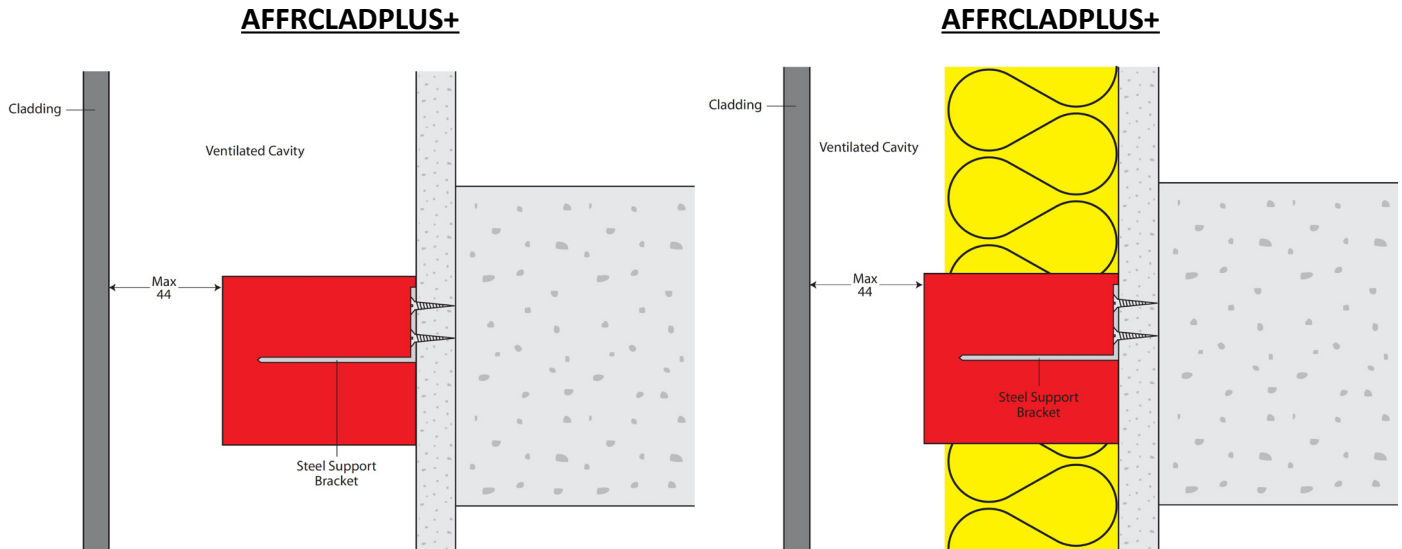 AFFRCLADPLUS+
Cladding
Ventilated Cavity
Max
44
Steel Support
Bracket
AFFRCLADPLUS+
Cladding
Ventilated Cavity
Max
44
Steel Support
Bracket